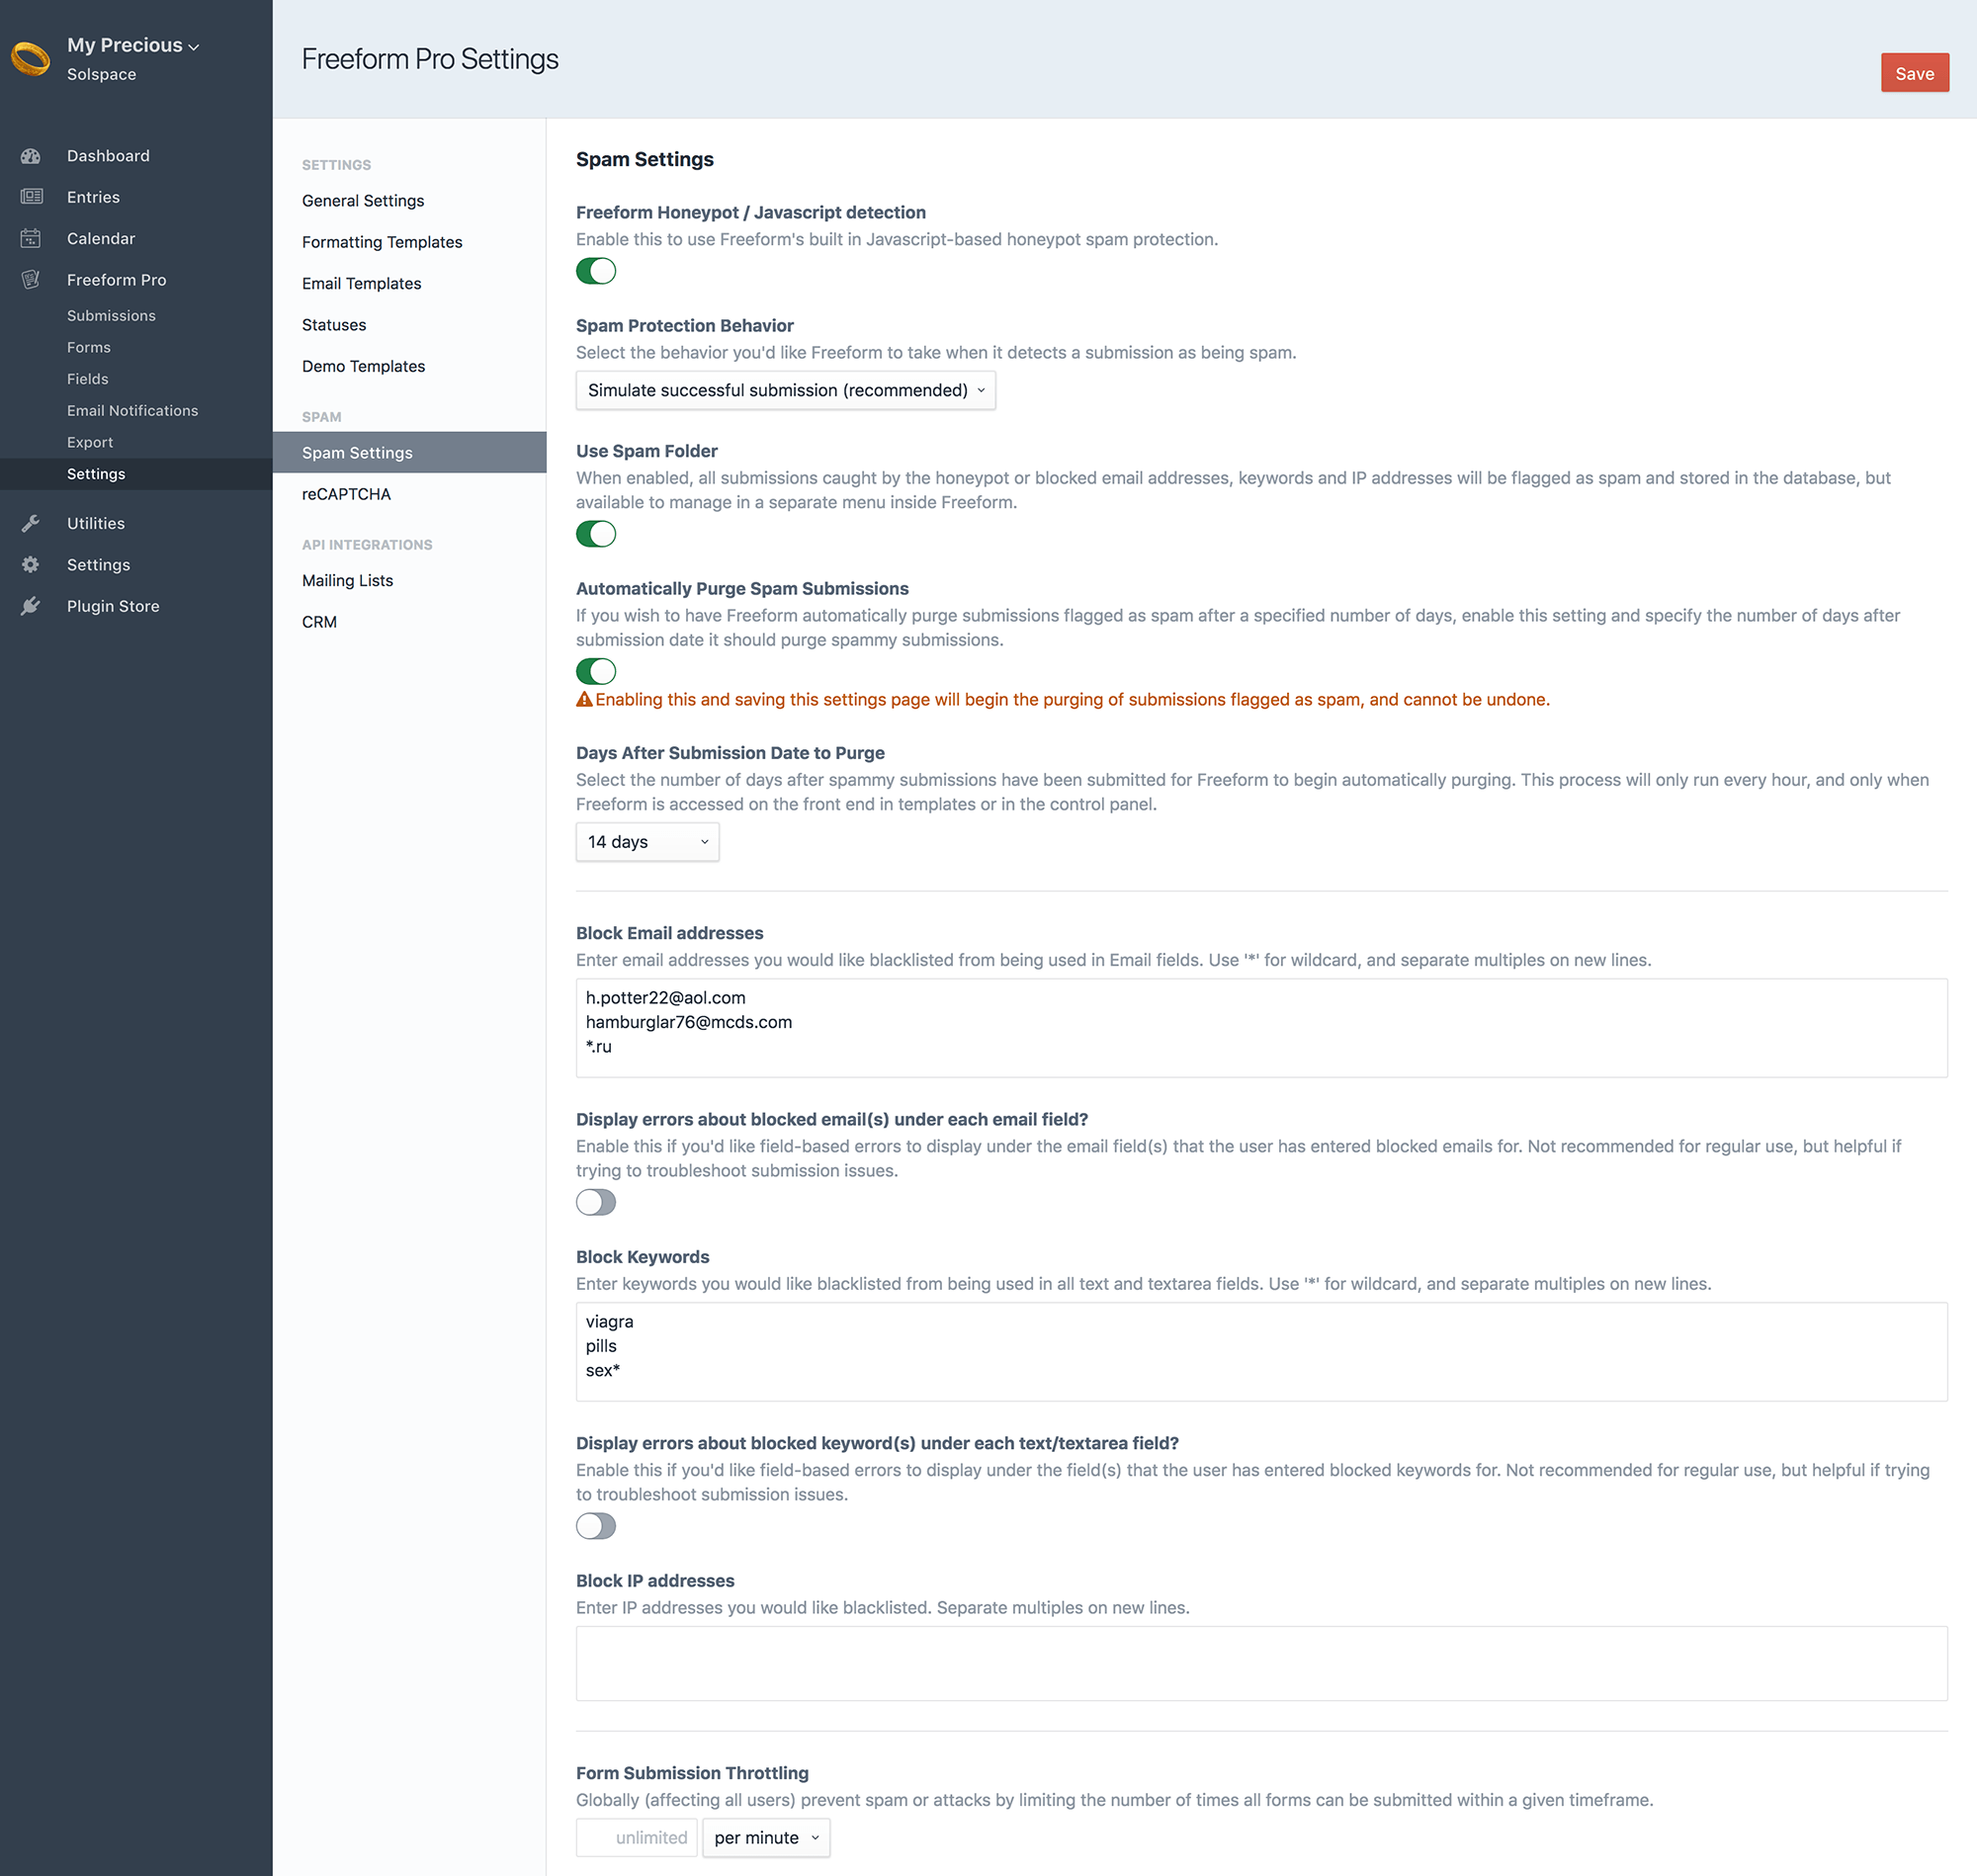 My Precious
Solspace
Dashboard
Entries
Calendar
Freeform Pro
Submissions
Forms
Fields
Email Notifications
Export
Settings
Utilities
Settings
Plugin Store
Freeform Pro Settings
Save
SETTINGS
General Settings
Formatting Templates
Email Templates
Statuses
Demo Templates
SPAM
Spam Settings
reCAPTCHA
API INTEGRATIONS
Mailing Lists
CRM
Spam Settings
Freeform Honeypot / Javascript detection
Enable this to use Freeform's built in Javascript-based honeypot spam protection.
Spam Protection Behavior
Select the behavior you'd like Freeform to take when it detects a submission as being spam.
Simulate successful submission (recommended)
Use Spam Folder
When enabled, all submissions caught by the honeypot or blocked email addresses, keywords and IP addresses will be flagged as spam and stored in the database, but
available to manage in a separate menu inside Freeform.
Automatically Purge Spam Submissions
If you wish to have Freeform automatically purge submissions flagged as spam after a specified number of days, enable this setting and specify the number of days after
submission date it should purge spammy submissions.
Enabling this and saving this settings page will begin the purging of submissions flagged as spam, and cannot be undone.
Days After Submission Date to Purge
Select the number of days after spammy submissions have been submitted for Freeform to begin automatically purging. This process will only run every hour, and only when
Freeform is accessed on the front end in templates or in the control panel.
14 days
Block Email addresses
Enter email addresses you would like blacklisted from being used in Email fields. Use '*' for wildcard, and separate multiples on new lines.
h.potter22@aol.com
hamburglar76@mcds.com
*.ru
Display errors about blocked email(s) under each email field?
Enable this if you'd like field-based errors to display under the email field(s) that the user has entered blocked emails for. Not recommended for regular use, but helpful if
trying to troubleshoot submission issues.
Block Keywords
Enter keywords you would like blacklisted from being used in all text and textarea fields. Use '*' for wildcard, and separate multiples on new lines.
viagra
pills
sex*
Display errors about blocked keyword(s) under each text/textarea field?
Enable this if you'd like field-based errors to display under the field(s) that the user has entered blocked keywords for. Not recommended for regular use, but helpful if trying
to troubleshoot submission issues.
Block IP addresses
Enter IP addresses you would like blacklisted. Separate multiples on new lines.
Form Submission Throttling
Globally (affecting all users) prevent spam or attacks by limiting the number of times all forms can be submitted within a given timeframe.
unlimited per minute